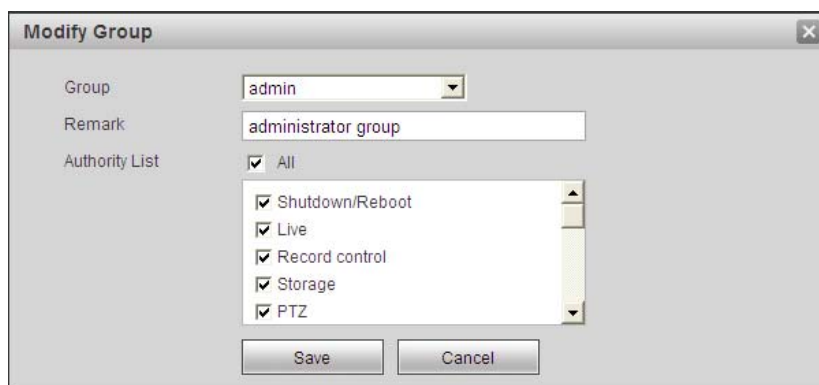 Modify Group
Group admin
Remark administrator group
Authority List All
Shutdown/Reboot
Live
Record control
Storage
PTZ
Save Cancel